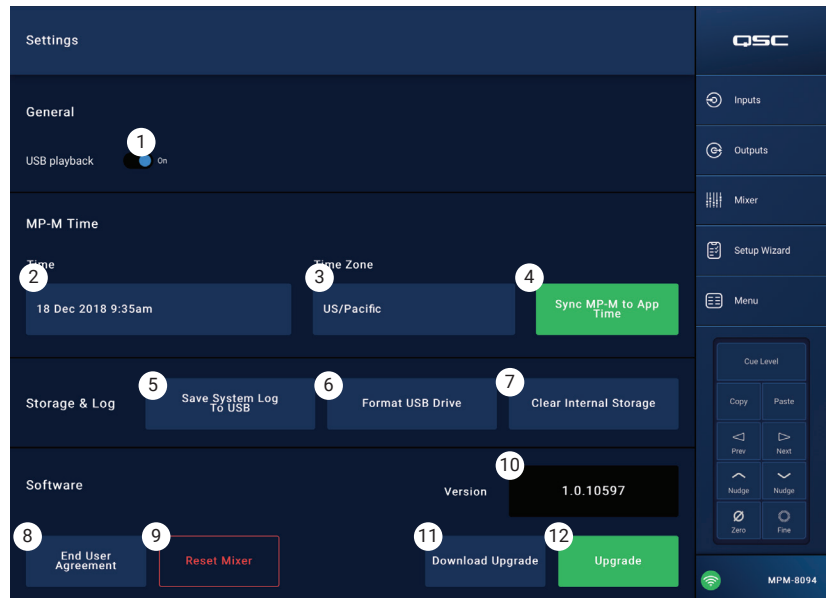 Settings
General
1
USB playback
On
MP-M Time
Time
Time Zone
2
3
4
18 Dec 2018 9:35am
US/Pacific
Sync MP-M to App
Time
Storage & Log
5
Save System Log
To USB
6
Format USB Drive
7
Clear Internal Storage
Software
10
Version
1.0.10597
8
End User
Agreement
9
Reset Mixer
11
Download Upgrade
12
Upgrade
QSC
Inputs
Outputs
Mixer
Setup Wizard
Menu
Cue Level
Copy
Paste
Prev
Next
Nudge
Nudge
Zero
Fine
MPM-8094